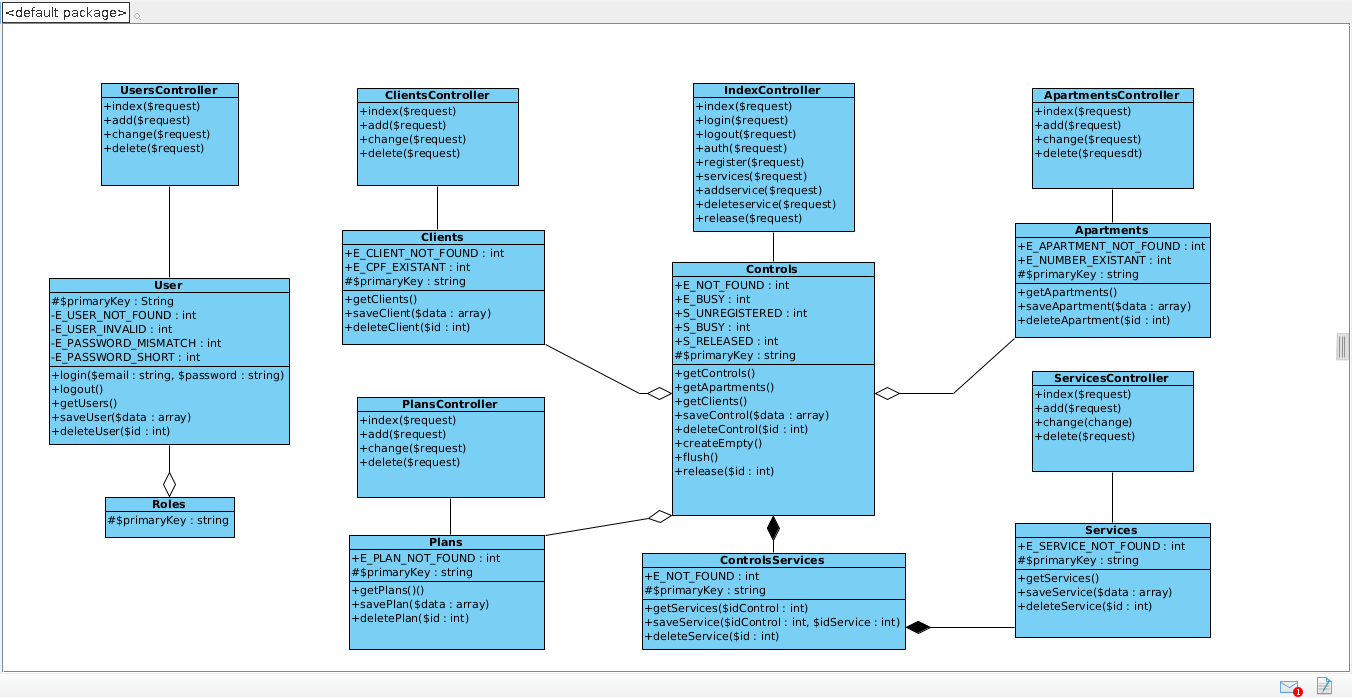 <default package>
UsersController
+index($request)
+add($request)
+change($request)
+delete($request)
ClientsController
+index($request)
+add($request)
+change($request)
+delete($request)
IndexController
+index($request)
+login($request)
+logout($request)
+auth($request)
+register($request)
+services($request)
+addservice($request)
+deleteservice($request)
+release($request)
ApartmentsController
+index($request)
+add($request)
+change($request)
+delete($requesdt)
Clients
+E_CLIENT_NOT_FOUND : int
+E_CPF_EXISTANT : int
#$primaryKey : string
+getClients()
+saveClient($data : array)
+deleteClient($id : int)
Apartments
+E_APARTMENT_NOT_FOUND : int
+E_NUMBER_EXISTANT : int
#$primaryKey : string
+getApartments()
+saveApartment($data : array)
+deleteApartment($id : int)
User
#$primaryKey : String
-E_USER_NOT_FOUND : int
-E_USER_INVALID : int
-E_PASSWORD_MISMATCH : int
-E_PASSWORD_SHORT : int
+login($email : string, $password : string)
+logout()
+getUsers()
+saveUser($data : array)
+deleteUser($id : int)
Controls
+E_NOT_FOUND : int
+E_BUSY : int
+S_UNREGISTERED : int
+S_BUSY : int
+S_RELEASED : int
#$primaryKey : string
+getControls()
+getApartments()
+getClients()
+saveControl($data : array)
+deleteControl($id : int)
+createEmpty()
+flush()
+release($id : int)
PlansController
+index($request)
+add($request)
+change($request)
+delete($request)
ServicesController
+index($request)
+add($request)
+change(change)
+delete($request)
Roles
#$primaryKey : string
Plans
+E_PLAN_NOT_FOUND : int
#$primaryKey : string
+getPlans()()
+savePlan($data : array)
+deletePlan($id : int)
ControlsServices
+E_NOT_FOUND : int
#$primaryKey : string
+getServices($idControl : int)
+saveService($idControl : int, $idService : int)
+deleteService($id : int)
Services
+E_SERVICE_NOT_FOUND : int
#$primaryKey : string
+getServices()
+saveService($data : array)
+deleteService($id : int)
1